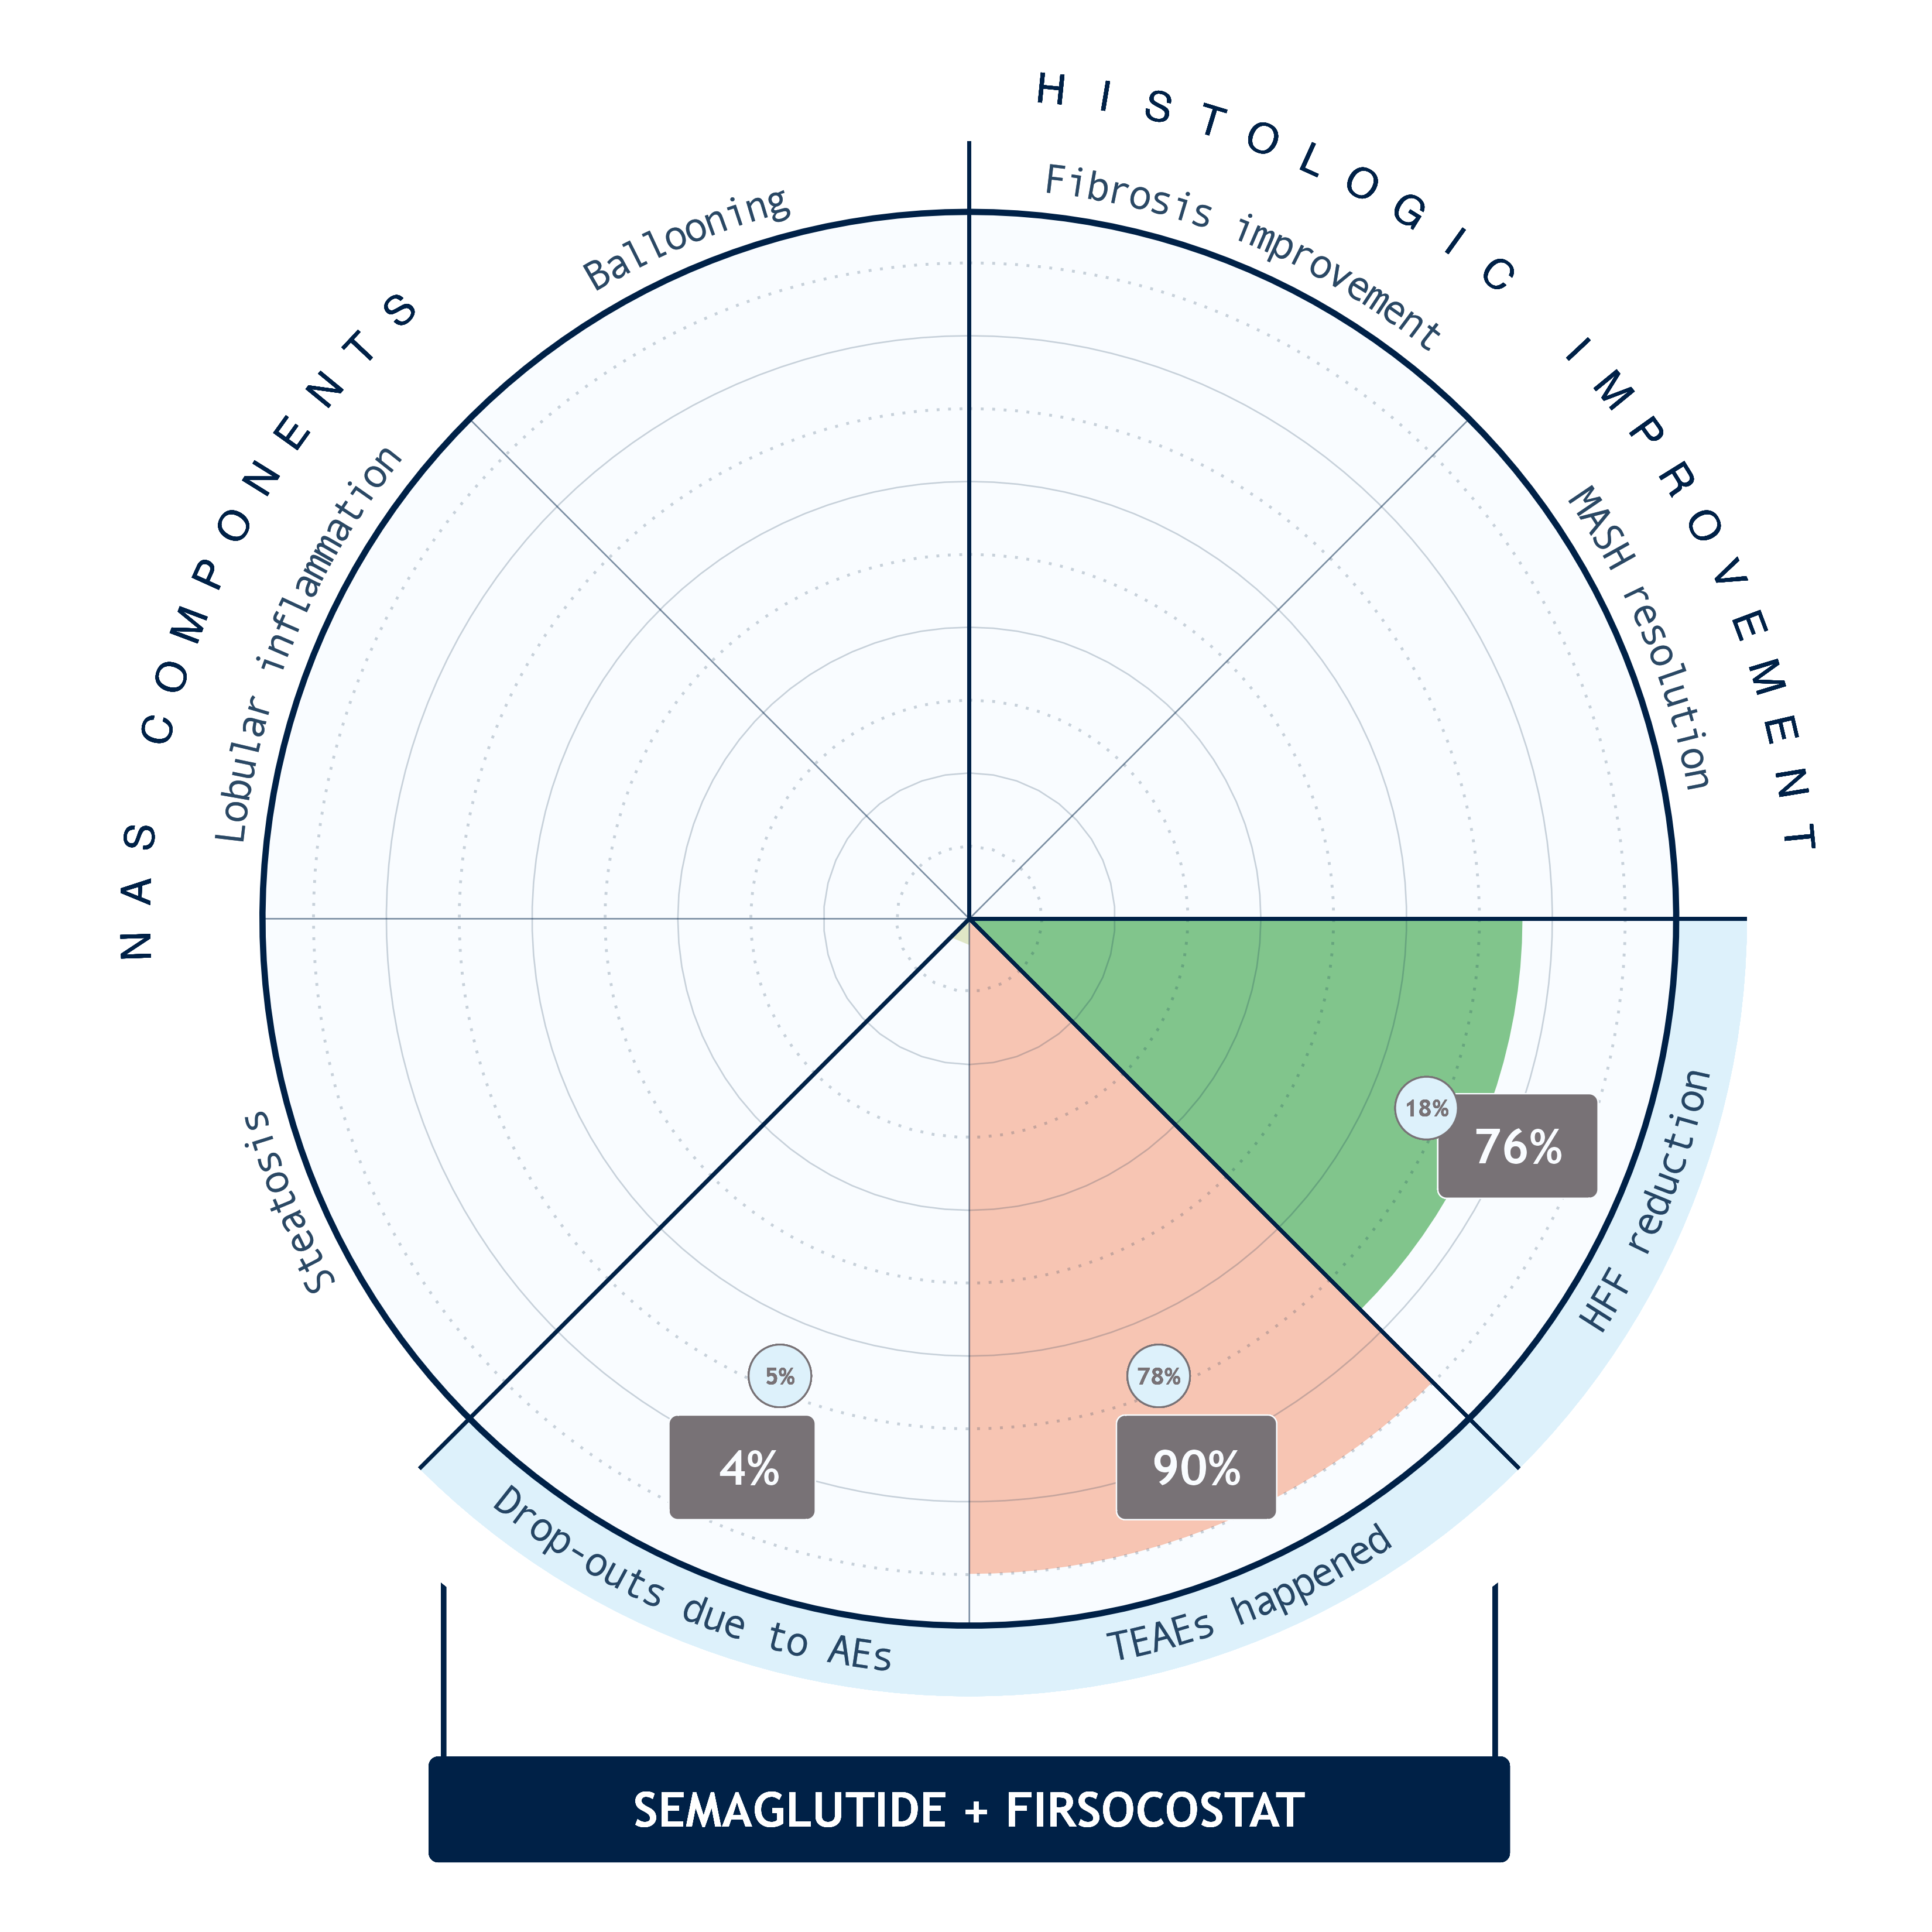 HISTOLOGIC IMPROVEMENT
Fibrosis improvement
MASH resolution
NAS COMPONENTS
Ballooning
Lobular inflammation
Steatosis
HFF reduction
18%
76%
TEAEs happened
78%
90%
Drop-outs due to AEs
5%
4%
SEMAGLUTIDE + FIRSOCOSTAT